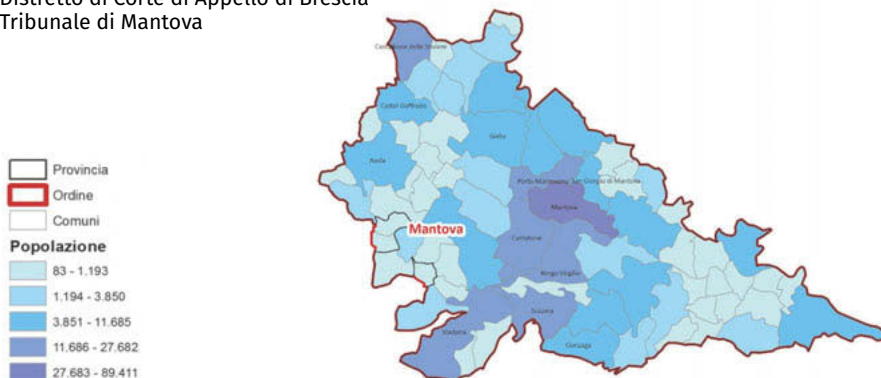 Distretto di Corte di Appello di Brescia
Tribunale di Mantova
Castiglione delle Stiviere
Castel Goffredo
Goito
Asola
Porto Mantovano
San Giorgio di Mantova
Mantova
Mantova
Curtatone
Borgo Virgilio
Suzzara
Viadana
Gonzaga
Provincia
Ordine
Comuni
Popolazione
83 - 1.193
1.194 - 3.850
3.851 - 11.685
11.686 - 27.682
27.683 - 89.411